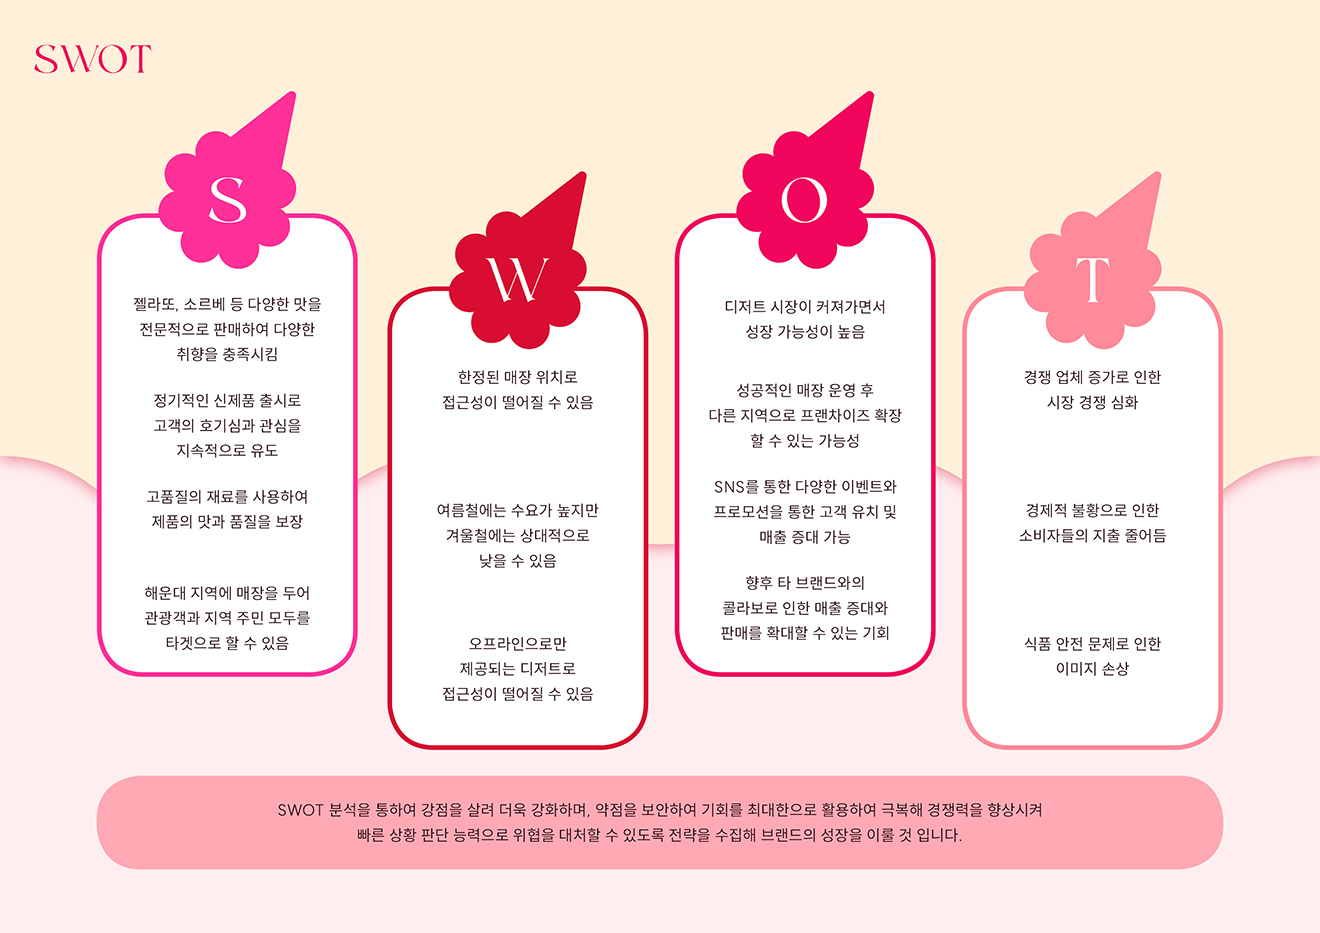 SWOT
S
젤라또, 소르베 등 다양한 맛을
전문적으로 판매하여 다양한
취향을 충족시킴
정기적인 신제품 출시로
고객의 호기심과 관심을
지속적으로 유도
고품질의 재료를 사용하여
제품의 맛과 품질을 보장
해운대 지역에 매장을 두어
관광객과 지역 주민 모두를
타겟으로 할 수 있음
W
한정된 매장 위치로
접근성이 떨어질 수 있음
여름철에는 수요가 높지만
겨울철에는 상대적으로
낮을 수 있음
오프라인으로만
제공되는 디저트로
접근성이 떨어질 수 있음
O
디저트 시장이 커져가면서
성장 가능성이 높음
성공적인 매장 운영 후
다른 지역으로 프랜차이즈 확장
할 수 있는 가능성
SNS를 통한 다양한 이벤트와
프로모션을 통한 고객 유치 및
매출 증대 가능
향후 타 브랜드와의
콜라보로 인한 매출 증대와
판매를 확대할 수 있는 기회
T
경쟁 업체 증가로 인한
시장 경쟁 심화
경제적 불황으로 인한
소비자들의 지출 줄어듬
식품 안전 문제로 인한
이미지 손상
SWOT 분석을 통하여 강점을 살려 더욱 강화하며, 약점을 보안하여 기회를 최대한으로 활용하여 극복해 경쟁력을 향상시켜
빠른 상황 판단 능력으로 위협을 대처할 수 있도록 전략을 수집해 브랜드의 성장을 이룰 것 입니다.